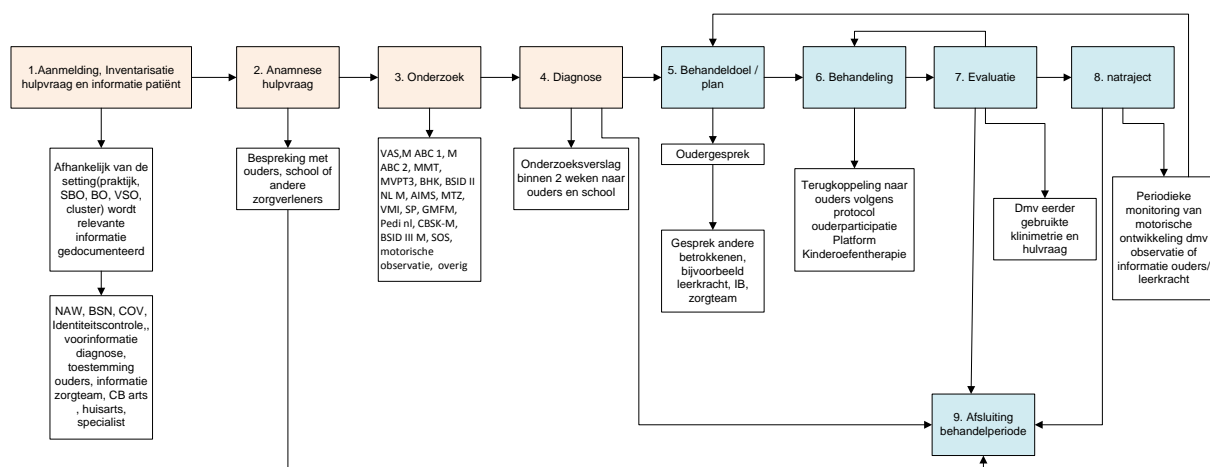 1.Aanmelding, Inventarisatie
hulpvraag en informatie patiënt
2. Anamnese
hulpvraag
3. Onderzoek
4. Diagnose
5. Behandeldoel /
plan
6. Behandeling
7. Evaluatie
8. natraject
Afhankelijk van de
setting(praktijk,
SBO, BO, VSO,
cluster) wordt
relevante
informatie
gedocumenteerd
Bespreking met
ouders, school of
andere
zorgverleners
VAS,M ABC 1, M
ABC 2, MMT,
MVPT3, BHK, BSID II
NL M, AIMS, MTZ,
VMI, SP, GMFM,
Pedi nl, CBSK-M,
BSID III M, SOS,
motorische
observatie, overig
Onderzoeksverslag
binnen 2 weken naar
ouders en school
Oudergesprek
Gesprek andere
betrokkenen,
bijvoorbeeld
leerkracht, IB,
zorgteam
Terugkoppeling naar
ouders volgens
protocol
ouderparticipatie
Platform
Kinderoefentherapie
Dmv eerder
gebruikte
klinimetrie en
hulvraag
Periodieke
monitoring van
motorische
ontwikkeling dmv
observatie of
informatie ouders/
leerkracht
NAW, BSN, COV,
Identiteitscontrole,,
voorinformatie
diagnose,
toestemming
ouders, informatie
zorgteam, CB arts
, huisarts,
specialist
9. Afsluiting
behandelperiode